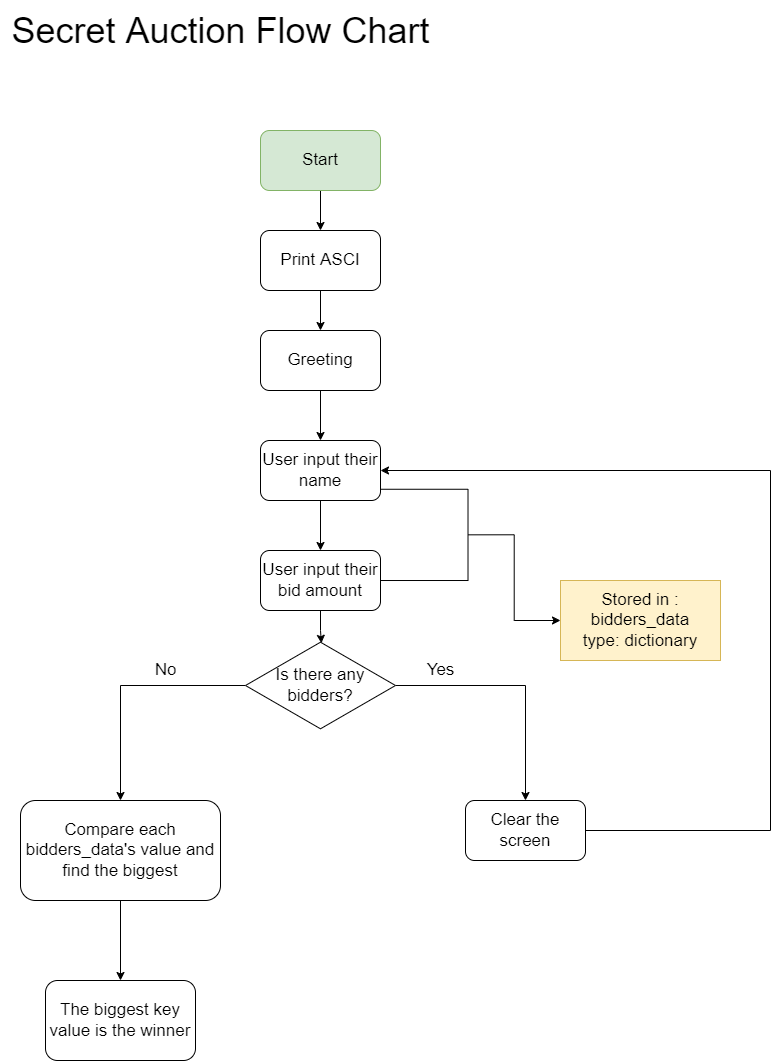 Secret Auction Flow Chart
Start
Print ASCI
Greeting
User input their
name
User input their
bid amount
Stored in :
bidders_data
type: dictionary
Is there any
bidders?
No
Yes
Compare each
bidders_data's value and
find the biggest
Clear the
screen
The biggest key
value is the winner